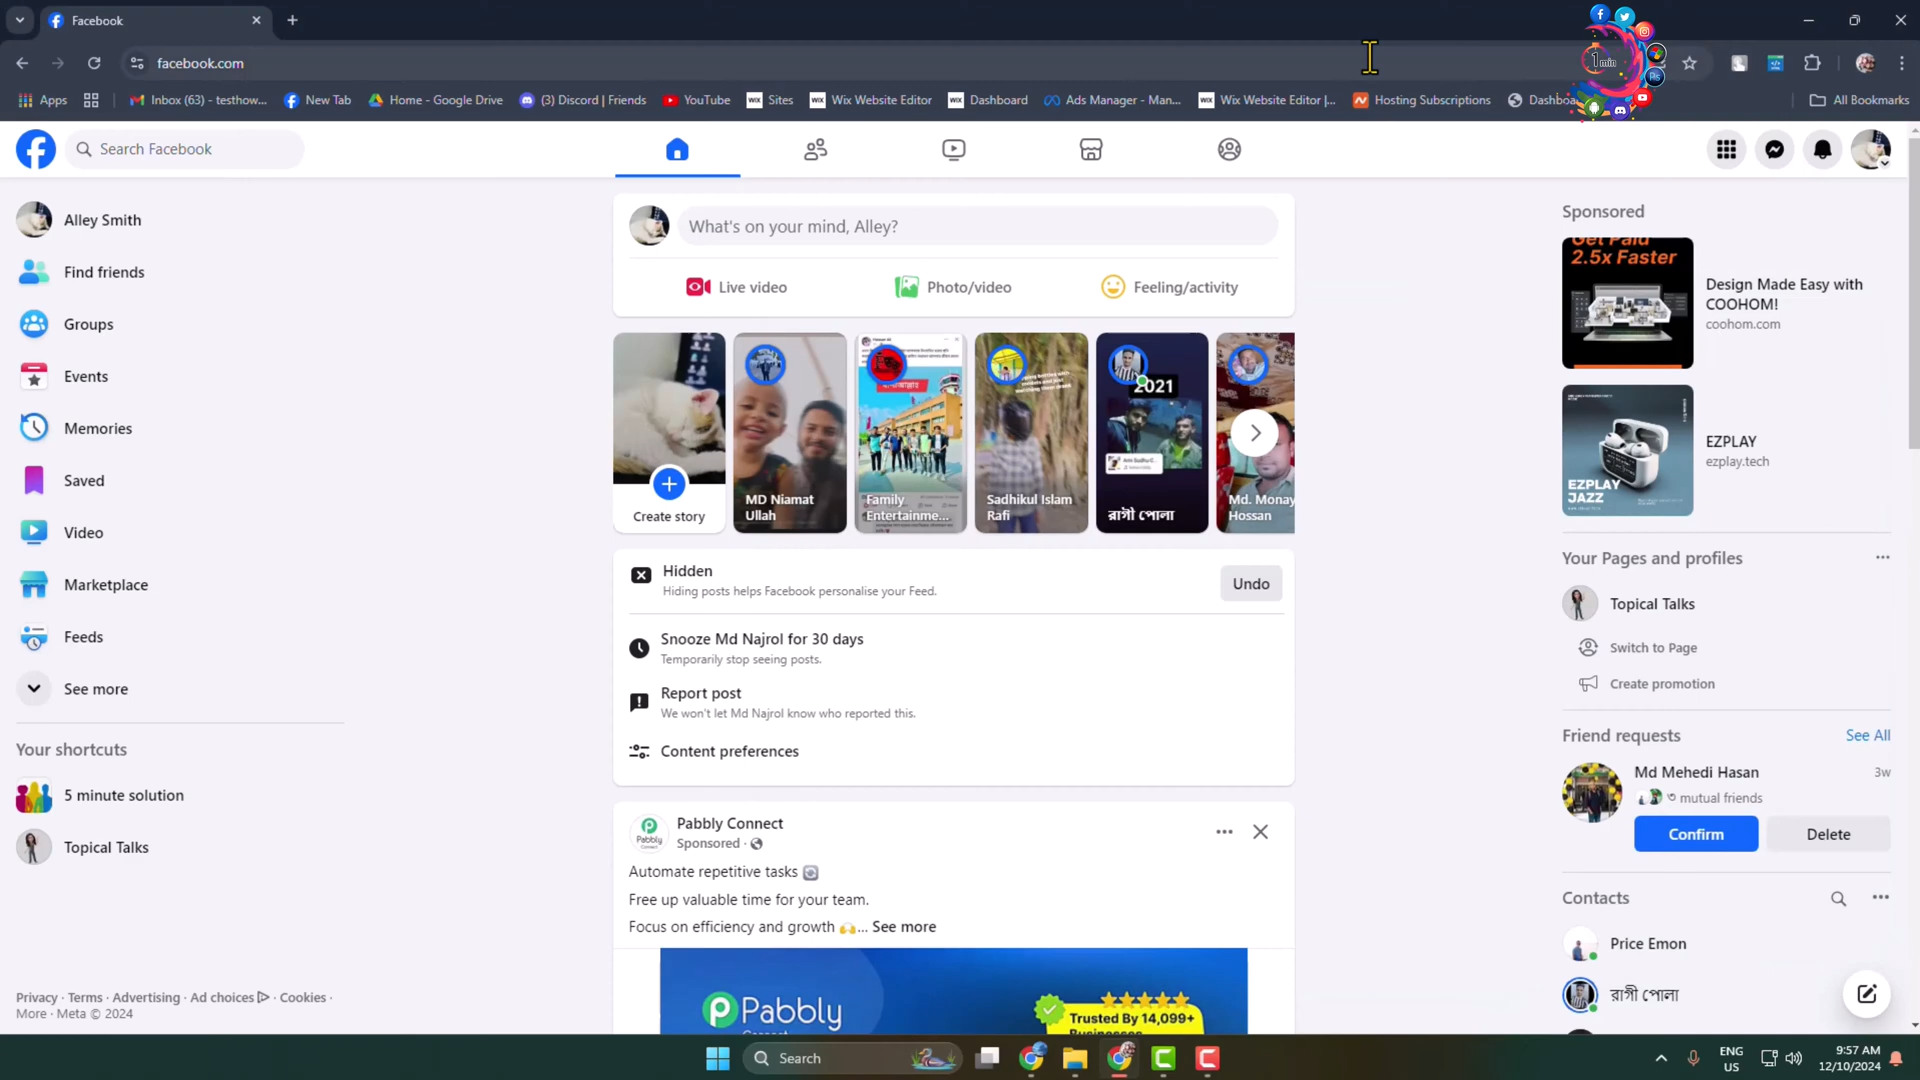 Facebook
facebook.com
1 min
Apps
Inbox (63) - testhow...
New Tab
Home - Google Drive
(3) Discord | Friends
YouTube
Sites
Wix Website Editor
Dashboard
Ads Manager - Man...
Wix Website Editor |...
Hosting Subscriptions
All Bookmarks
Search Facebook
Alley Smith
Find friends
Groups
Events
Memories
Saved
Video
Marketplace
Feeds
See more
Your shortcuts
5 minute solution
Topical Talks
Privacy · Terms · Advertising · Ad choices · Cookies ·
More · Meta © 2024
What's on your mind, Alley?
Live video
Photo/video
Feeling/activity
Create story
MD Niamat
Ullah
Family
Entertainme...
Sadhikul Islam
Rafi
2021
রাগী পোলা
Md. Monay
Hossan
Hidden
Hiding posts helps Facebook personalise your Feed.
Undo
Snooze Md Najrol for 30 days
Temporarily stop seeing posts.
Report post
We won't let Md Najrol know who reported this.
Content preferences
Pabbly Connect
Sponsored ·
Automate repetitive tasks
Free up valuable time for your team.
Focus on efficiency and growth ... See more
Pabbly
Trusted By 14,099+
Businesses
Sponsored
Get Paid
2.5x Faster
Design Made Easy with
COOHOM!
coohom.com
EZPLAY
JAZZ
EZPLAY
ezplay.tech
Your Pages and profiles
Topical Talks
Switch to Page
Create promotion
Friend requests
See All
Md Mehedi Hasan
3w
৩ mutual friends
Confirm
Delete
Contacts
Price Emon
রাগী পোলা
Search
ENG
US
9:57 AM
12/10/2024